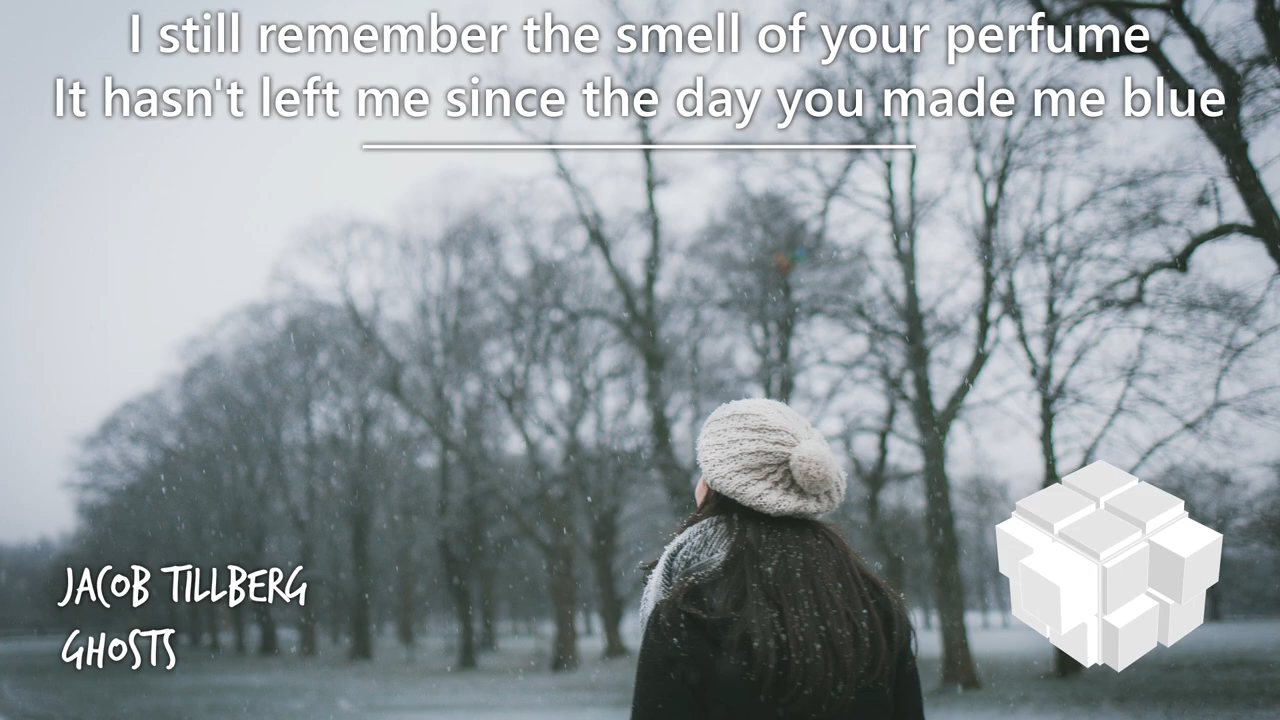 I still remember the smell of your perfume
It hasn't left me since the day you made me blue
JACOB TILLBERG
GHOSTS